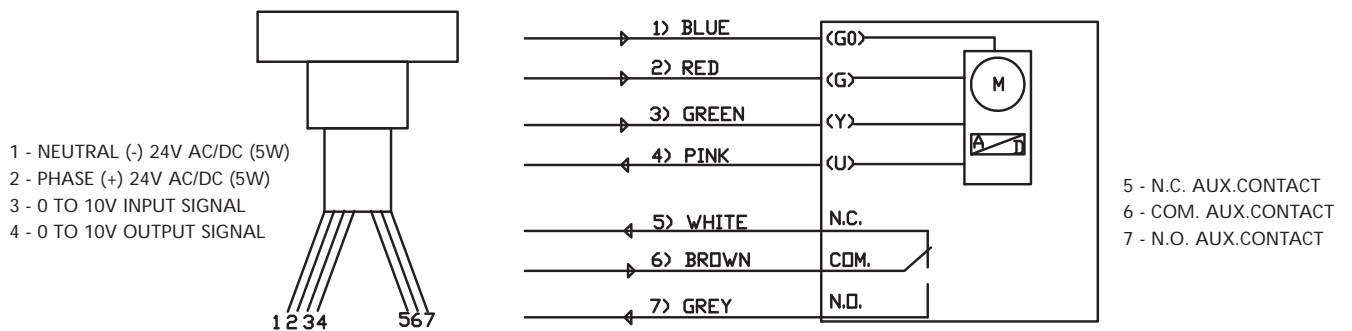 1 - NEUTRAL (-) 24V AC/DC (5W)
2 - PHASE (+) 24V AC/DC (5W)
3 - 0 TO 10V INPUT SIGNAL
4 - 0 TO 10V OUTPUT SIGNAL
1 2 3 4 5 6 7
1) BLUE (G0)
2) RED (G)
3) GREEN (Y)
4) PINK (U)
5) WHITE N.C.
6) BROWN COM.
7) GREY N.O.
M
A D
5 - N.C. AUX.CONTACT
6 - COM. AUX.CONTACT
7 - N.O. AUX.CONTACT